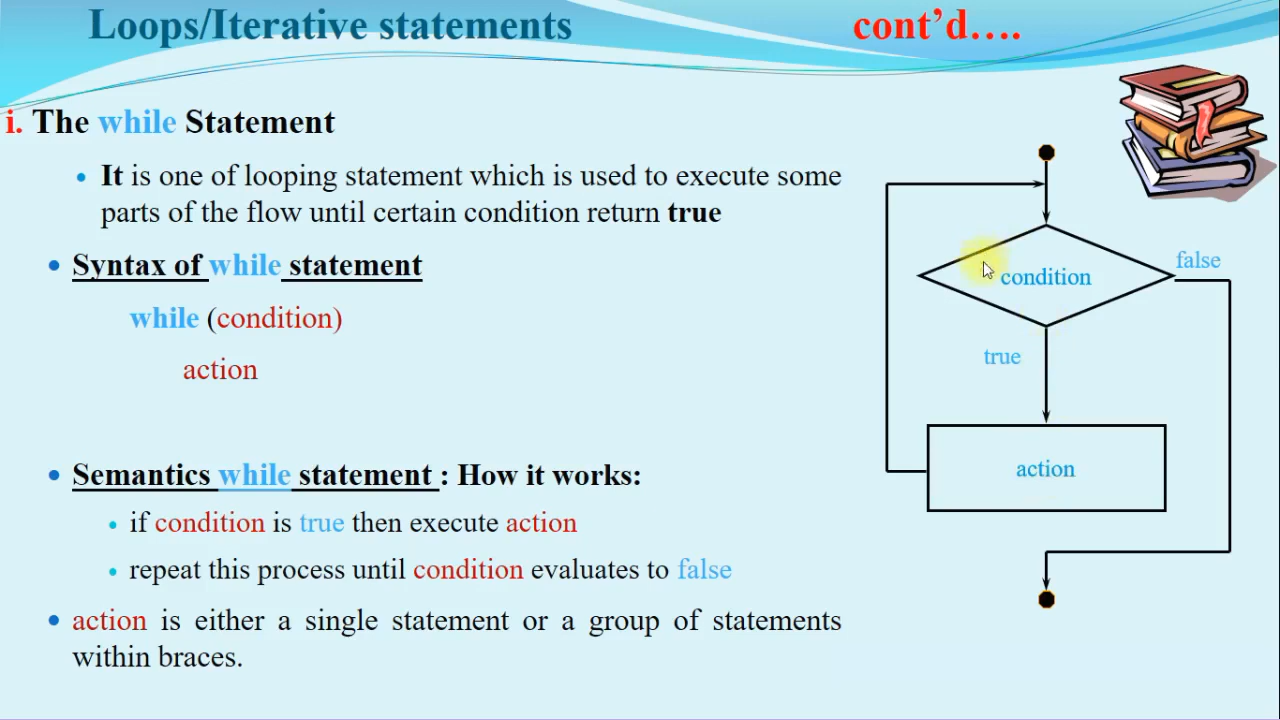 Loops/Iterative statements cont’d….
i. The while Statement
• It is one of looping statement which is used to execute some
parts of the flow until certain condition return true
• Syntax of while statement
while (condition)
action
• Semantics while statement : How it works:
• if condition is true then execute action
• repeat this process until condition evaluates to false
• action is either a single statement or a group of statements
within braces.
condition
false
true
action